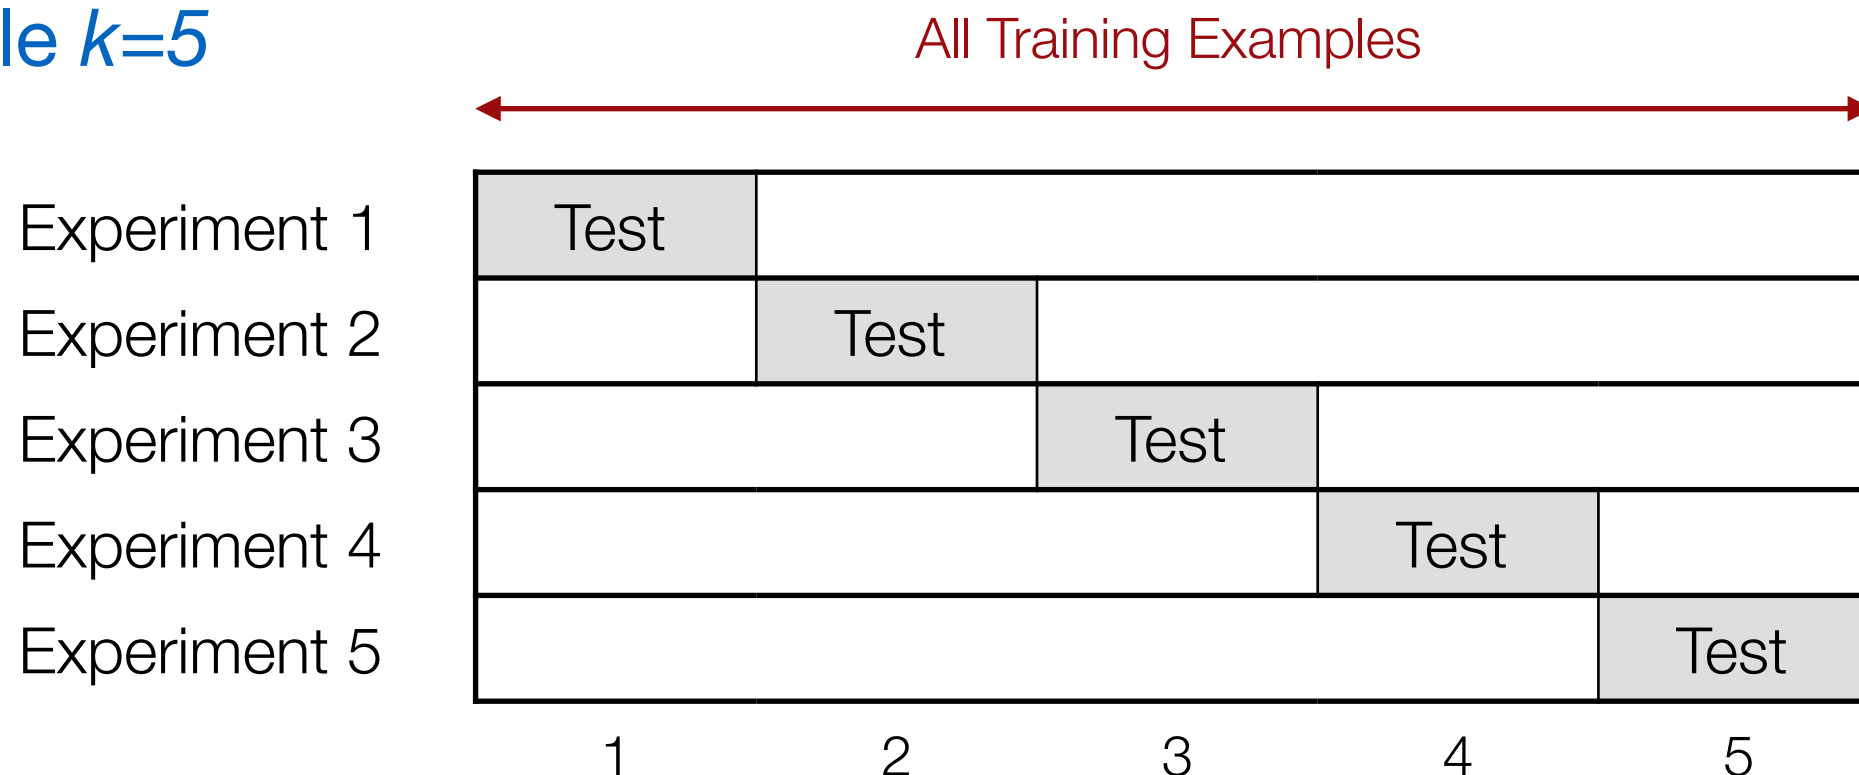 le k=5
All Training Examples
Experiment 1 Test
Experiment 2 Test
Experiment 3 Test
Experiment 4 Test
Experiment 5 Test
1 2 3 4 5